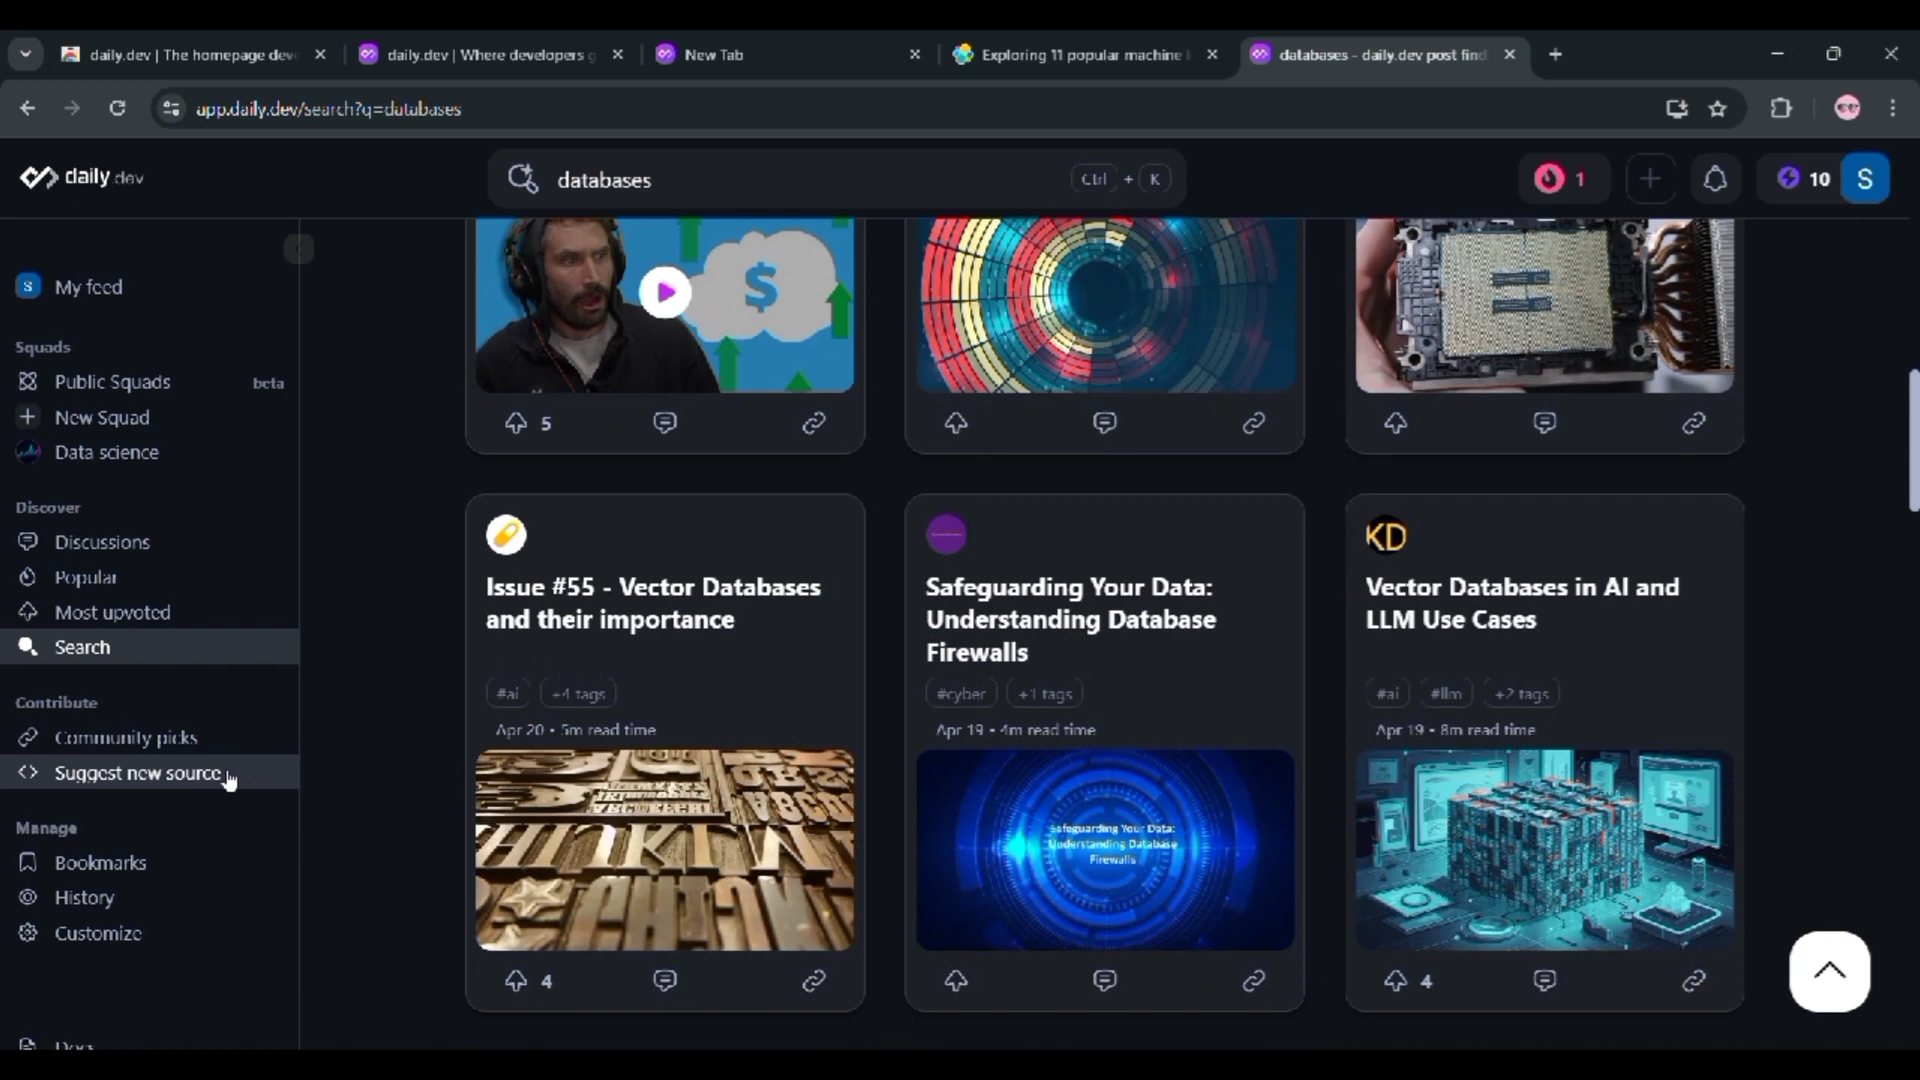 daily.dev | The homepage dev
daily.dev | Where developers g
New Tab
Exploring 11 popular machine
databases - daily.dev post find
app.daily.dev/search?q=databases
daily.dev
databases
Ctrl + K
1
10
S
S My feed
Squads
Public Squads beta
New Squad
Data science
Discover
Discussions
Popular
Most upvoted
Search
Contribute
Community picks
Suggest new source
Manage
Bookmarks
History
Customize
Docs
$
5
Issue #55 - Vector Databases
and their importance
#ai +4 tags
Apr 20 • 5m read time
THINKIN
4
Safeguarding Your Data:
Understanding Database
Firewalls
#cyber +1 tags
Apr 19 • 4m read time
Safeguarding Your Data:
Understanding Database
Firewalls
KD
Vector Databases in AI and
LLM Use Cases
#ai #llm +2 tags
Apr 19 • 8m read time
4